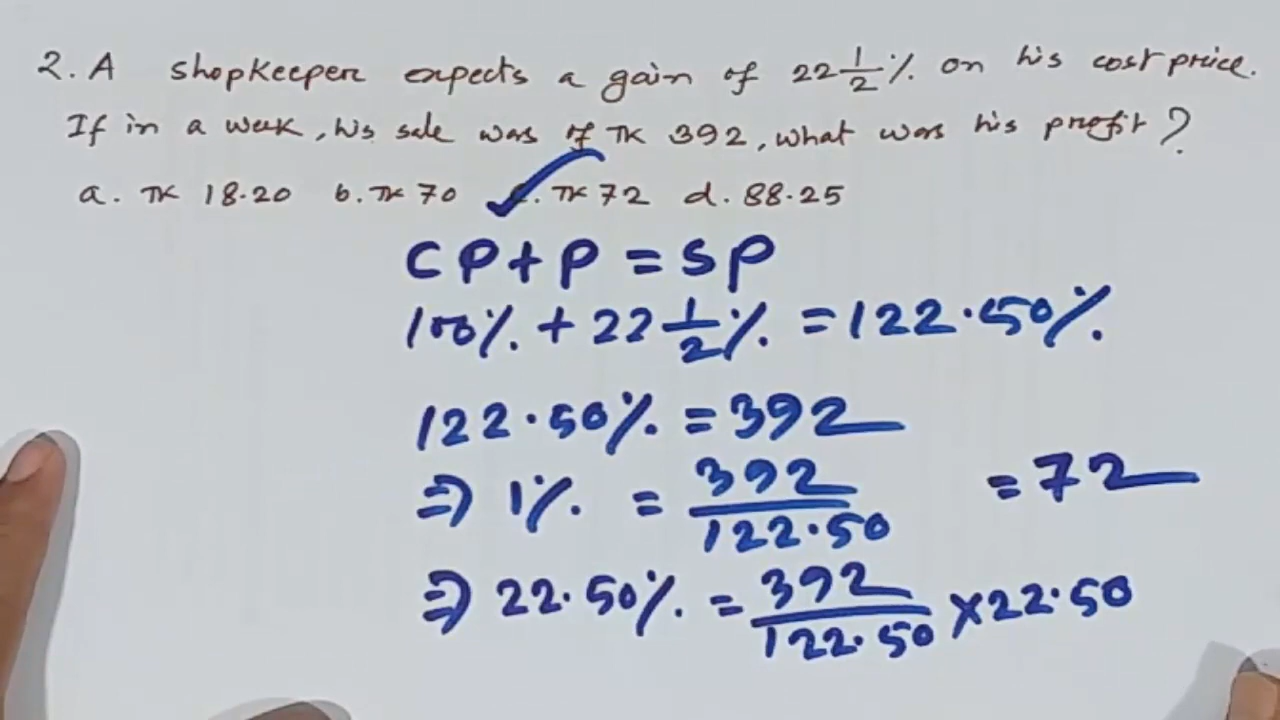 2. A shopkeeper expects a gain of 22 1/2 % on his cost price.
If in a week, his sale was of TK 392, what was his profit?
a. TK 18.20 b. TK 70 c. TK 72 d. 88.25
CP + P = SP
100% + 22 1/2 % = 122.50%
122.50% = 392
⇒ 1% = 392/122.50 = 72
⇒ 22.50% = 392/122.50 × 22.50